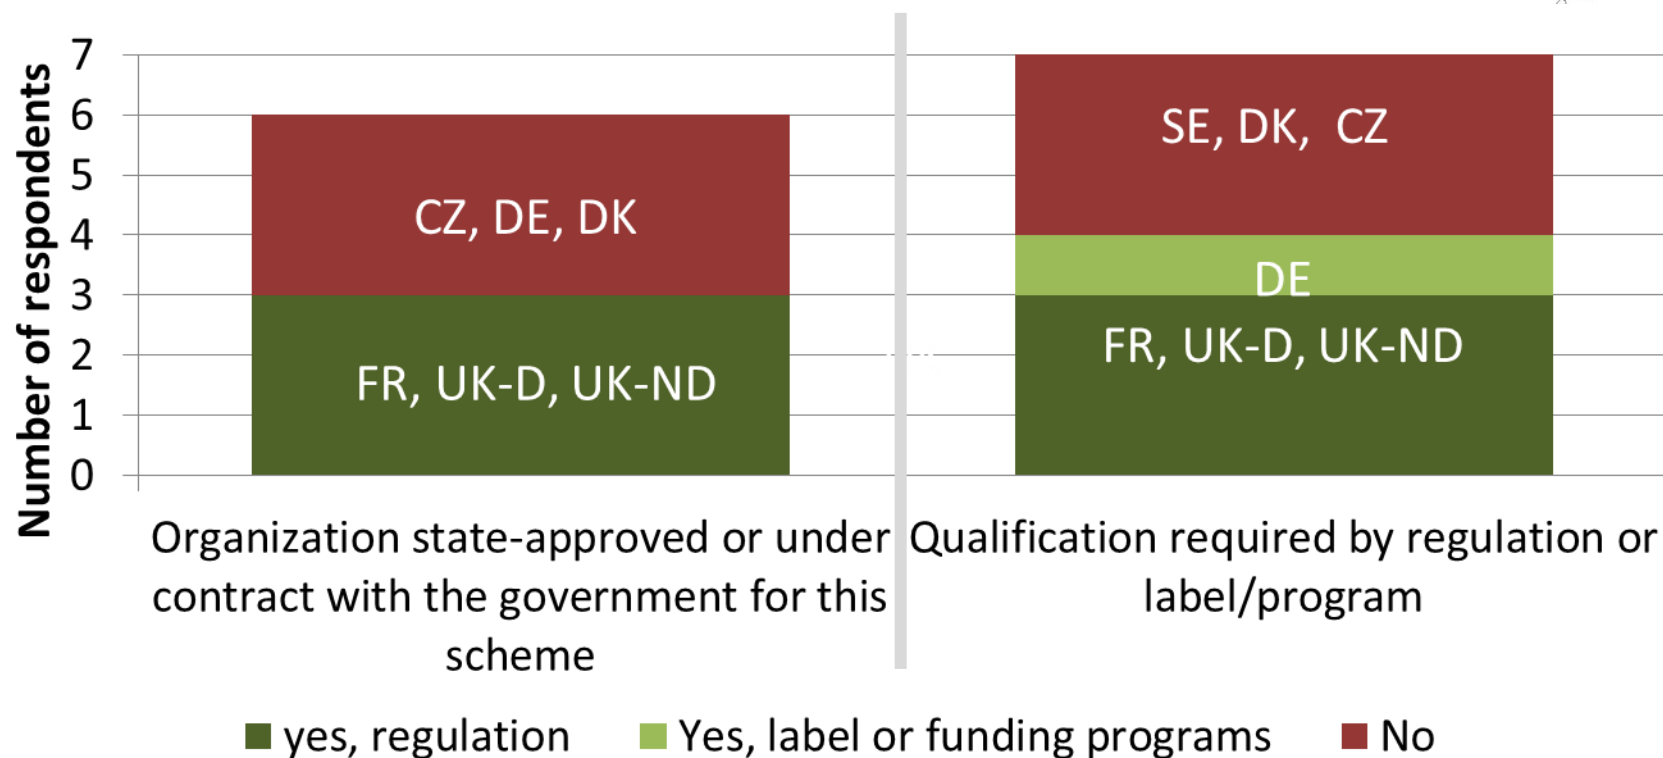 Number of respondents
7
6
5
4
3
2
1
0
CZ, DE, DK
FR, UK-D, UK-ND
SE, DK, CZ
DE
FR, UK-D, UK-ND
Organization state-approved or under
contract with the government for this
scheme
Qualification required by regulation or
label/program
yes, regulation
Yes, label or funding programs
No